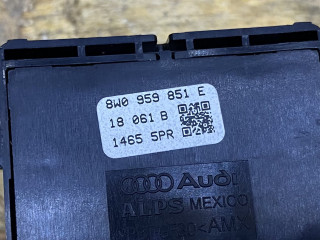 8W0 959 851 E
18 061 B
1465 5PR
Audi
ALPS MEXICO